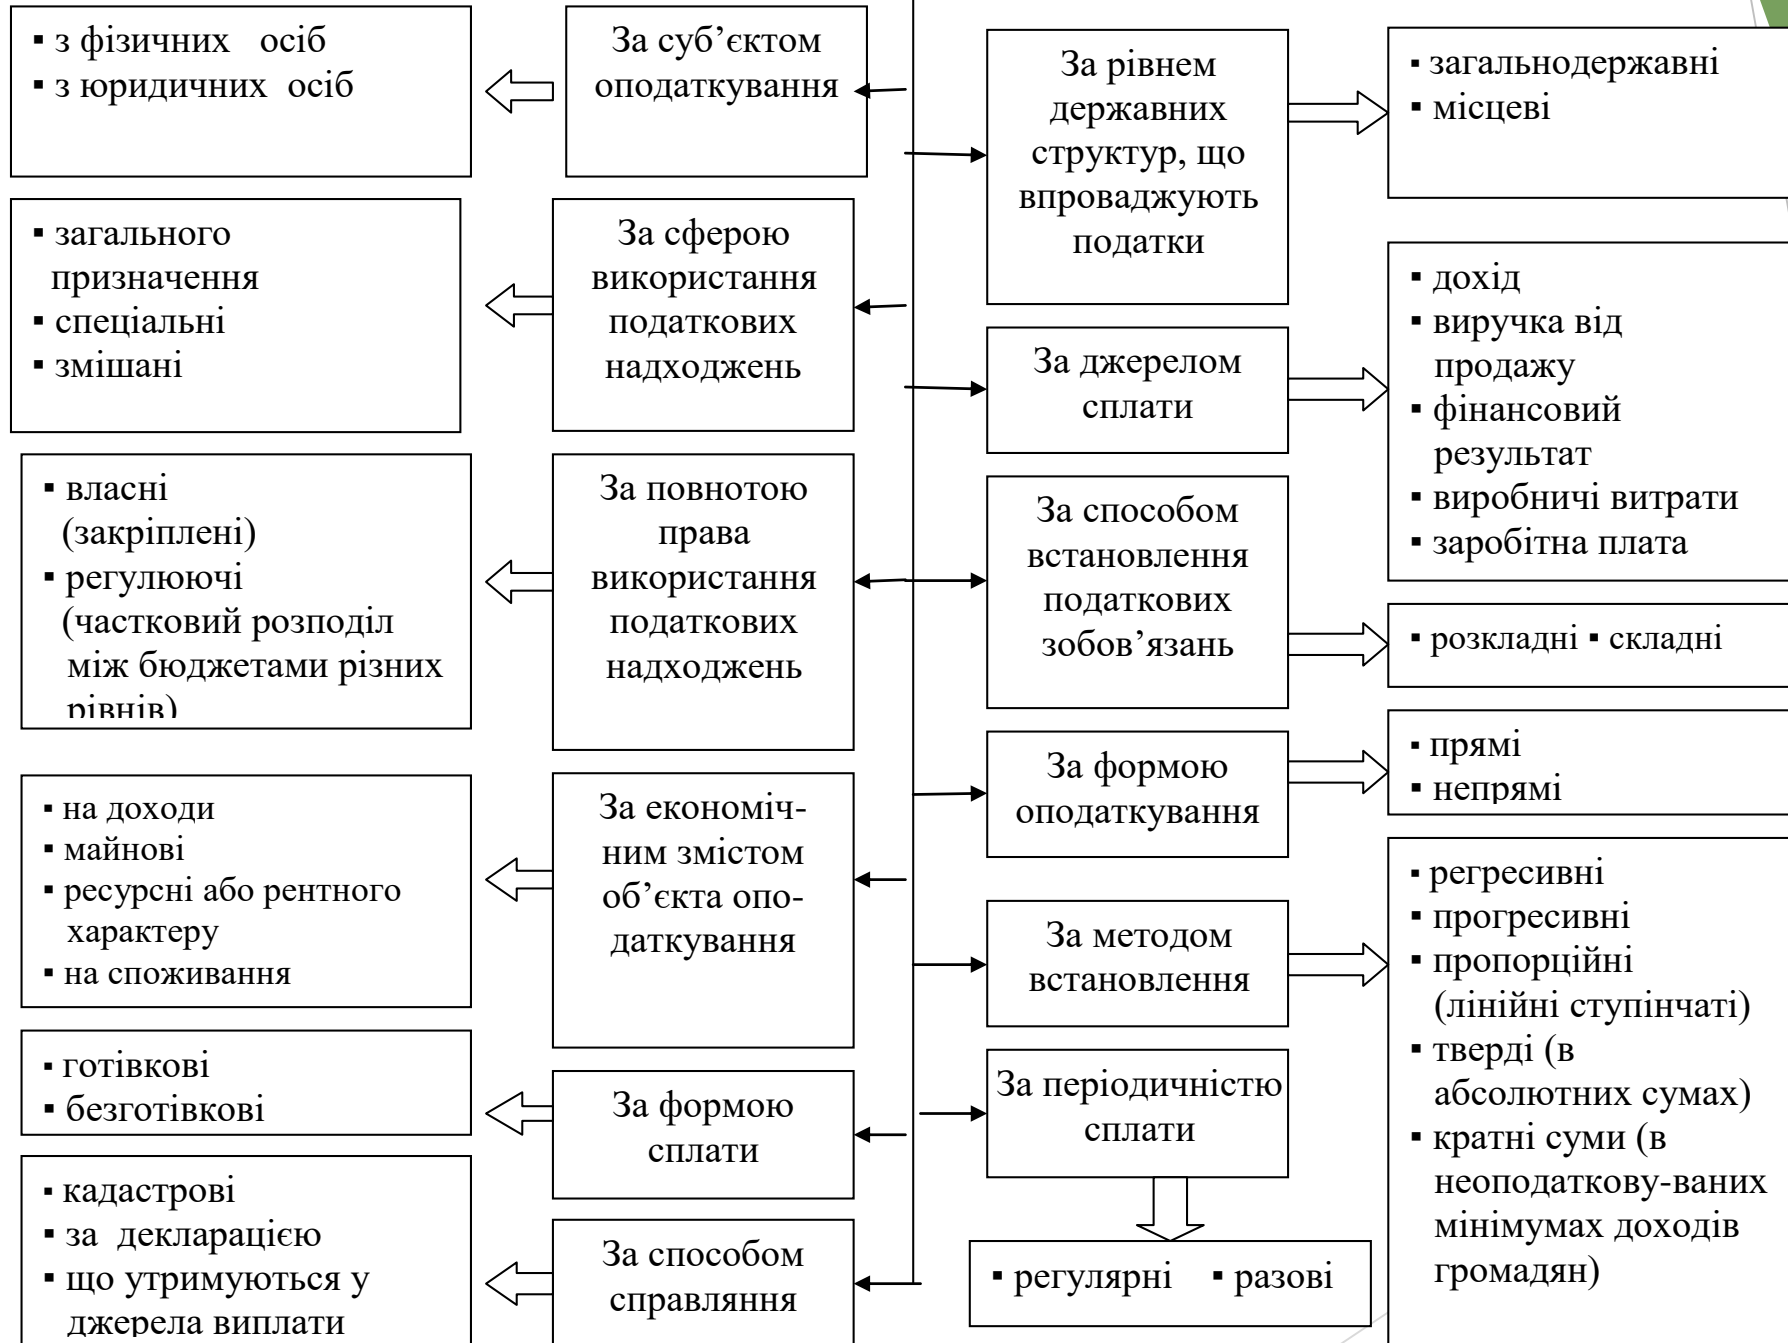 ▪ з фізичних осіб
▪ з юридичних осіб
За суб’єктом
оподаткування
▪ загального
призначення
▪ спеціальні
▪ змішані
За сферою
використання
податкових
надходжень
▪ власні
(закріплені)
▪ регулюючі
(частковий розподіл
між бюджетами різних
рівнів)
За повнотою
права
використання
податкових
надходжень
▪ на доходи
▪ майнові
▪ ресурсні або рентного
характеру
▪ на споживання
За економіч-
ним змістом
об’єкта опо-
даткування
▪ готівкові
▪ безготівкові
За формою
сплати
▪ кадастрові
▪ за декларацією
▪ що утримуються у
джерела виплати
За способом
справляння
За рівнем
державних
структур, що
впроваджують
податки
▪ загальнодержавні
▪ місцеві
За джерелом
сплати
▪ дохід
▪ виручка від
продажу
▪ фінансовий
результат
▪ виробничі витрати
▪ заробітна плата
За способом
встановлення
податкових
зобов’язань
▪ розкладні ▪ складні
За формою
оподаткування
▪ прямі
▪ непрямі
За методом
встановлення
▪ регресивні
▪ прогресивні
▪ пропорційні
(лінійні ступінчаті)
▪ тверді (в
абсолютних сумах)
▪ кратні суми (в
неоподаткову-ваних
мінімумах доходів
громадян)
За періодичністю
сплати
▪ регулярні ▪ разові